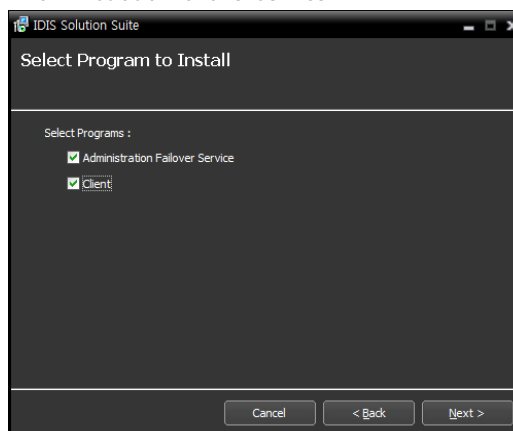 IDIS Solution Suite
Select Program to Install
Select Programs :
Administration Failover Service
Client
Cancel
< Back
Next >